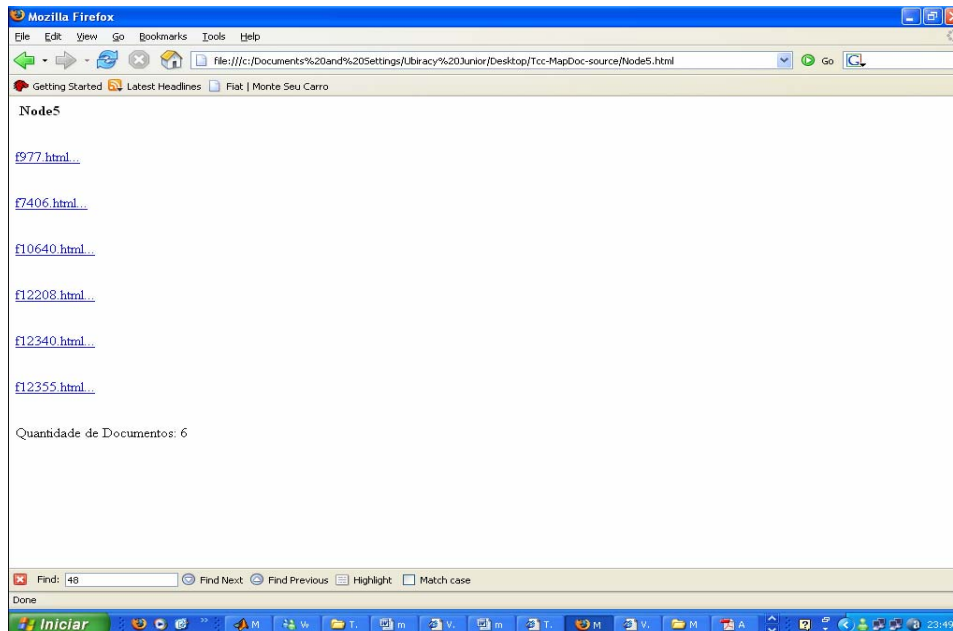 Mozilla Firefox
File Edit View Go Bookmarks Tools Help
file:///c:/Documents%20and%20Settings/Ubiracy%20Junior/Desktop/Tcc-MapDoc-source/Node5.html Go G
Getting Started Latest Headlines Fiat | Monte Seu Carro
Node5
f977.html...
f7406.html...
f10640.html...
f12208.html...
f12340.html...
f12355.html...
Quantidade de Documentos: 6
Find: 48 Find Next Find Previous Highlight Match case
Done
Iniciar M W T. m V. m T. M V. M A 23:49